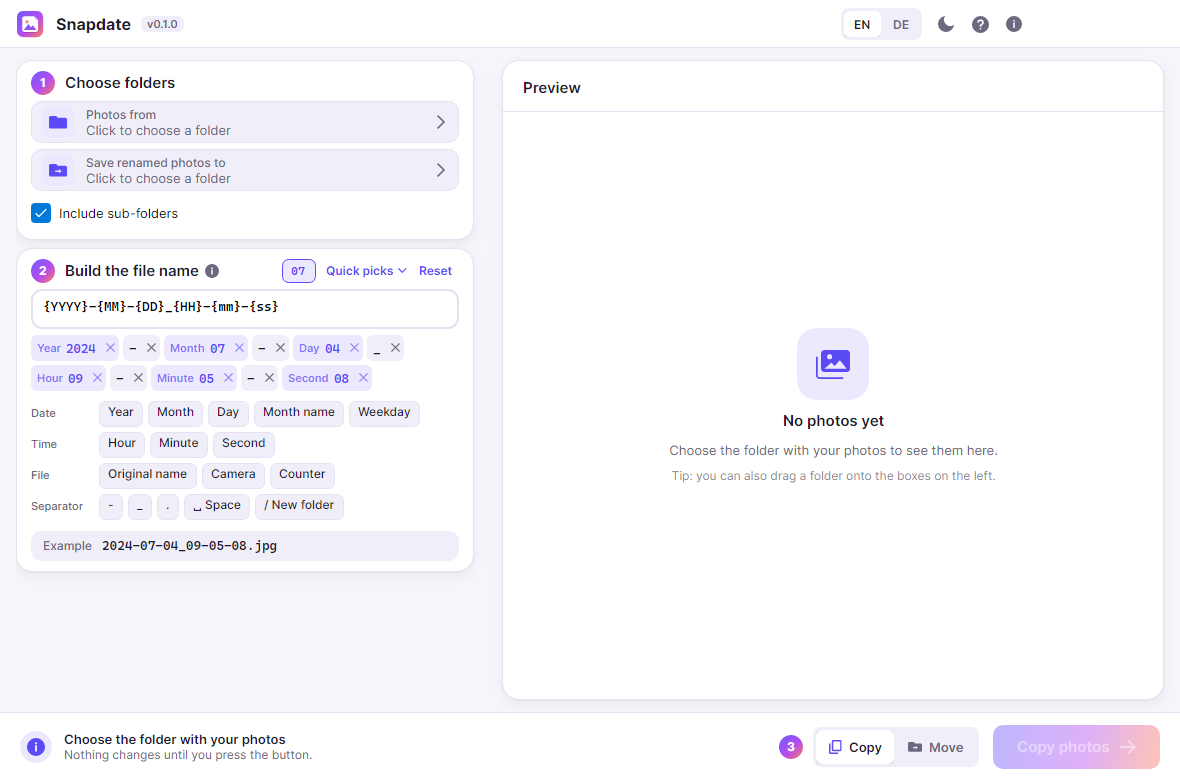 Snapdate v0.1.0 EN DE
1 Choose folders
Photos from
Click to choose a folder
Save renamed photos to
Click to choose a folder
Include sub-folders
2 Build the file name 07 Quick picks Reset
{YYYY}-{MM}-{DD}_{HH}-{mm}-{ss}
Year 2024 × - × Month 07 × - × Day 04 × _ ×
Hour 09 × - × Minute 05 × - × Second 08 ×
Date Year Month Day Month name Weekday
Time Hour Minute Second
File Original name Camera Counter
Separator - _ . ␣ Space / New folder
Example 2024-07-04_09-05-08.jpg
Preview
No photos yet
Choose the folder with your photos to see them here.
Tip: you can also drag a folder onto the boxes on the left.
Choose the folder with your photos
Nothing changes until you press the button.
3 Copy Move Copy photos →